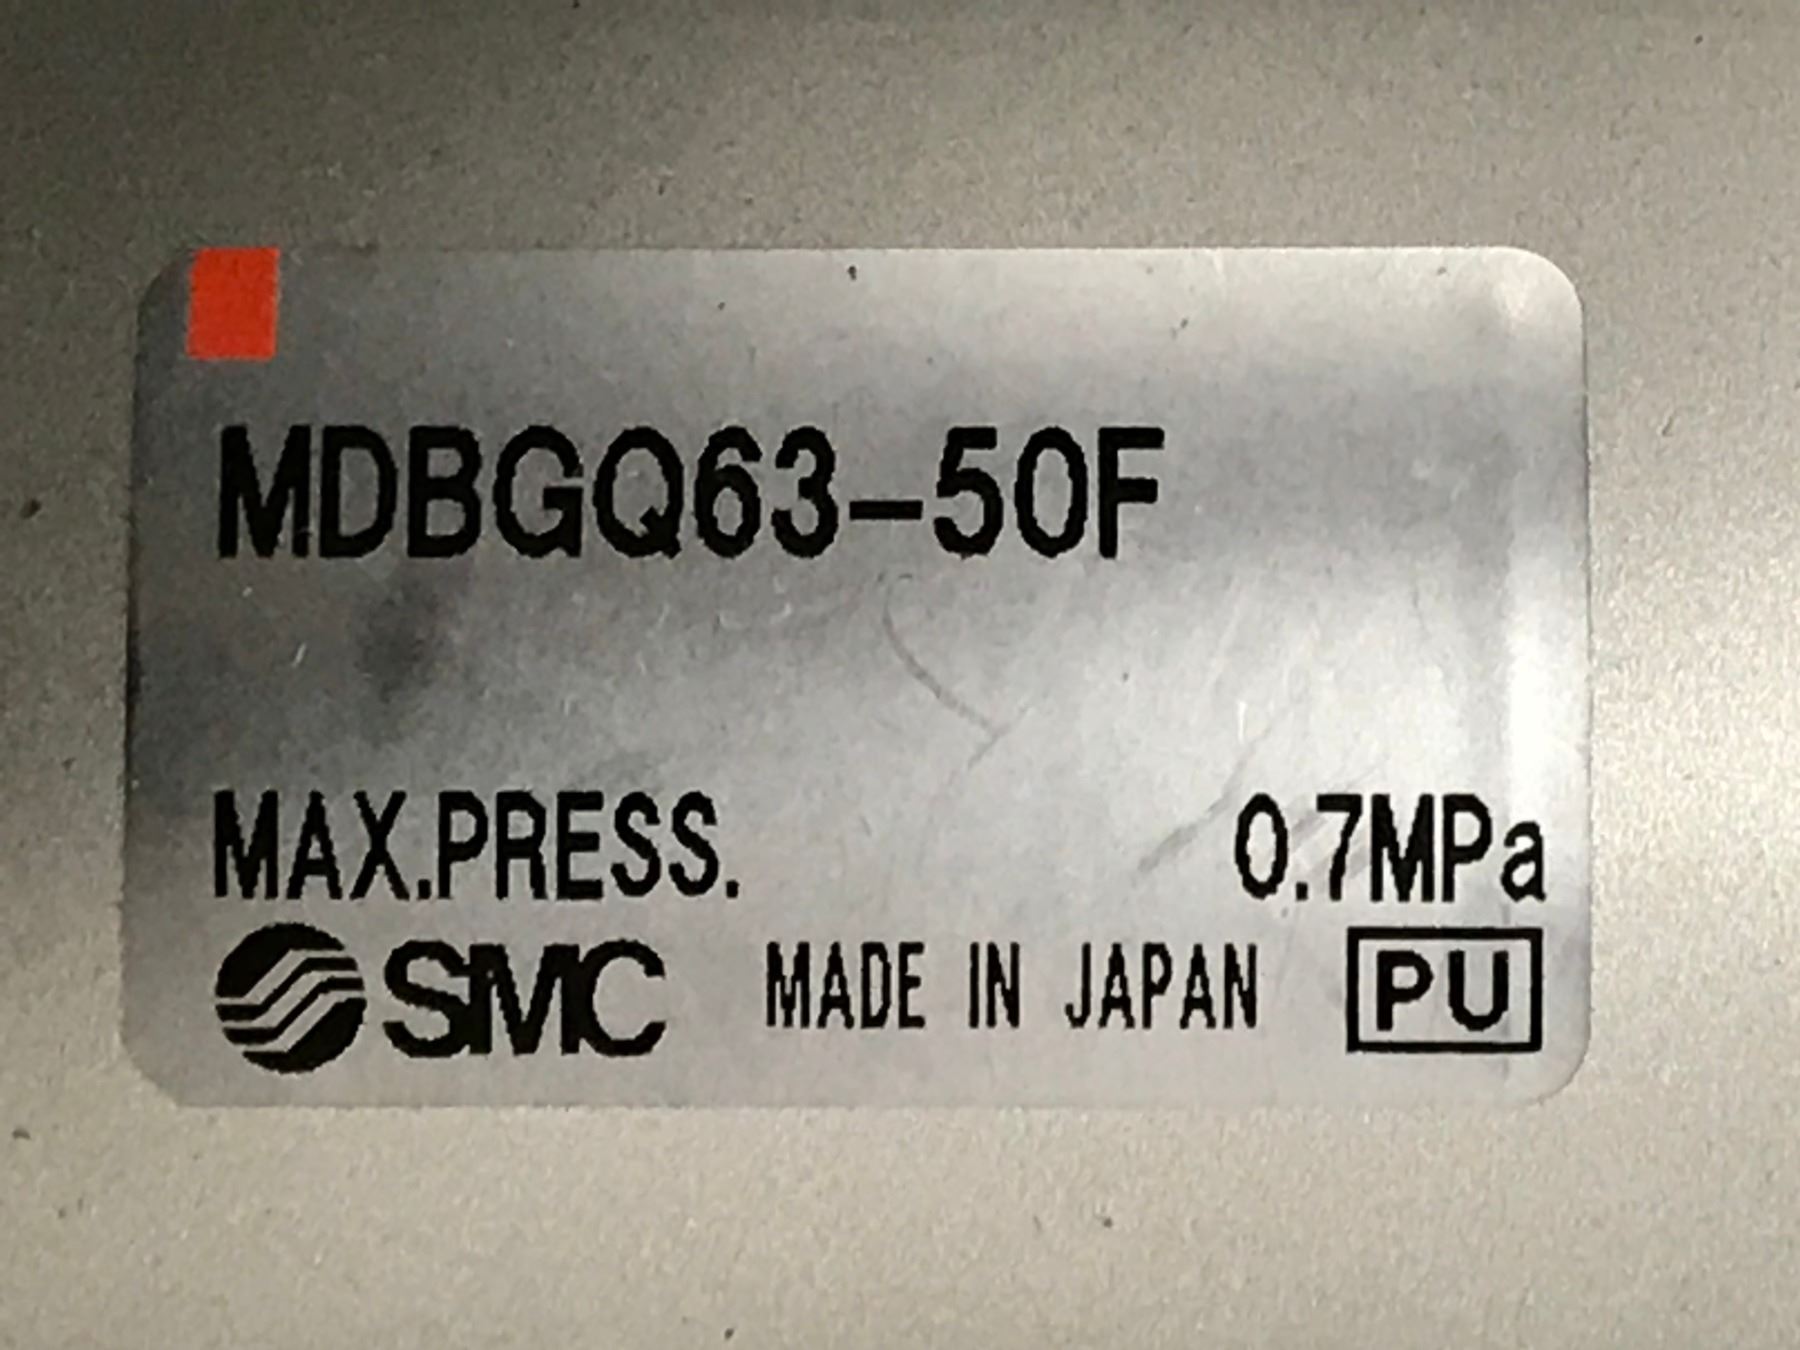 MDBGQ63-50F
MAX.PRESS. 0.7MPa
SMC MADE IN JAPAN PU